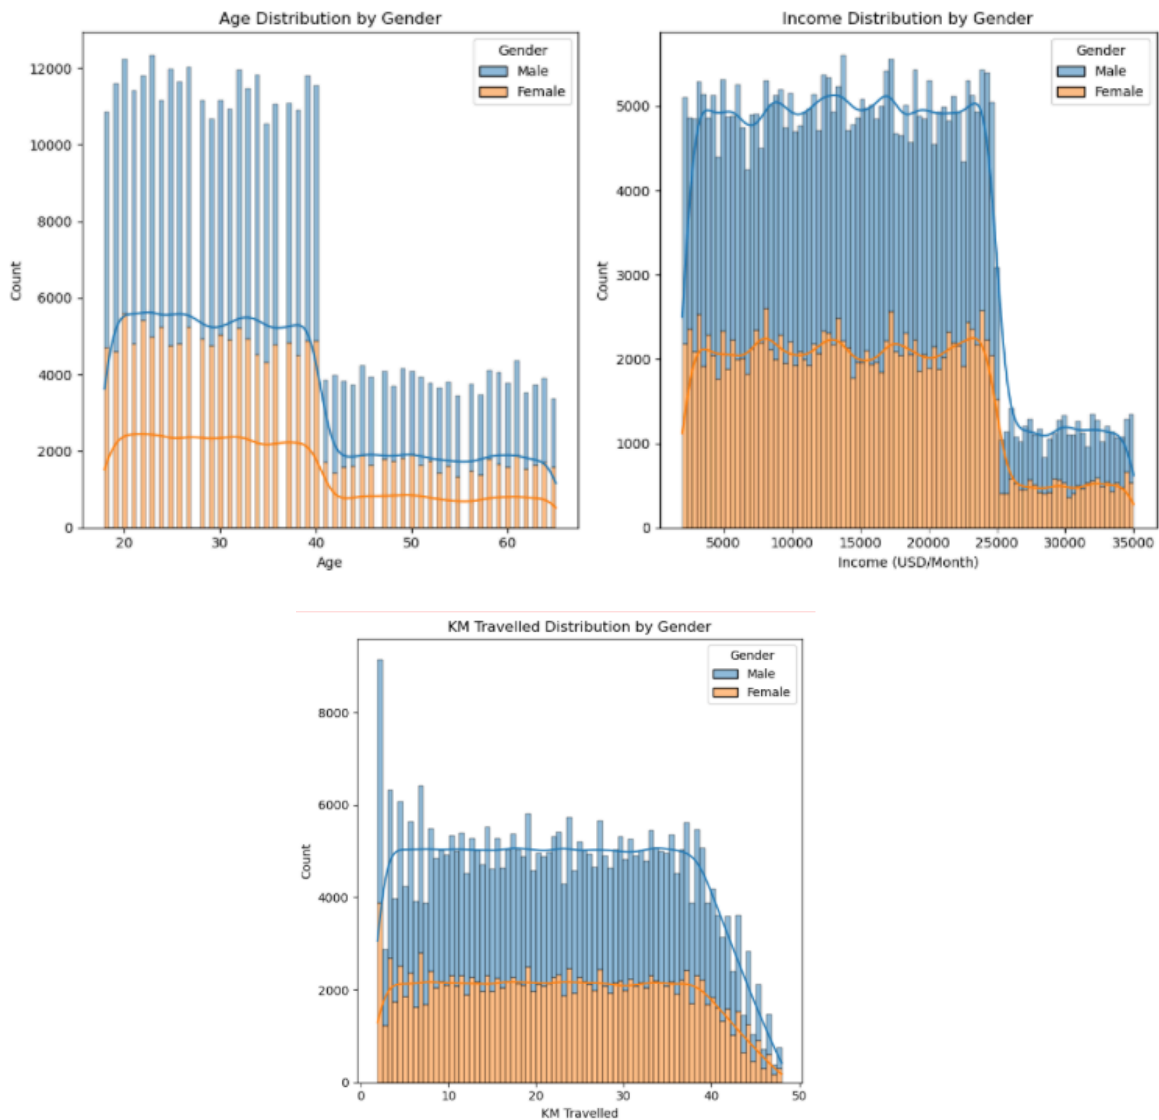 Age Distribution by Gender
Gender
Male
Female
12000
10000
8000
6000
4000
2000
0
Count
20
30
40
50
60
Age
Income Distribution by Gender
Gender
Male
Female
5000
4000
3000
2000
1000
0
Count
5000
10000
15000
20000
25000
30000
35000
Income (USD/Month)
KM Travelled Distribution by Gender
Gender
Male
Female
8000
6000
4000
2000
0
Count
0
10
20
30
40
50
KM Travelled